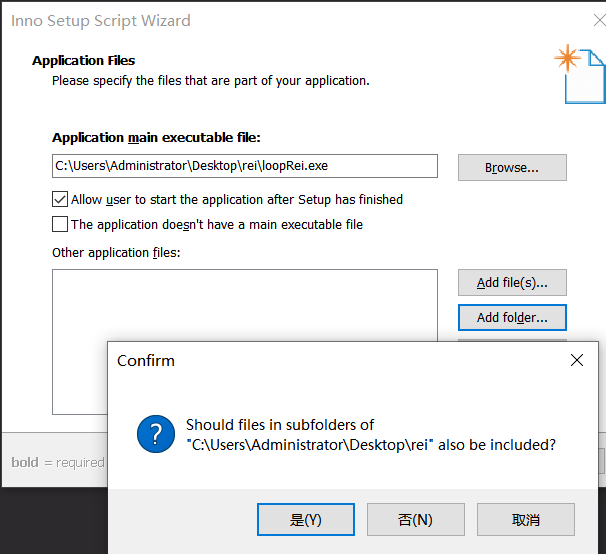 Inno Setup Script Wizard
Application Files
Please specify the files that are part of your application.
Application main executable file:
C:\Users\Administrator\Desktop\rei\loopRei.exe
Browse...
Allow user to start the application after Setup has finished
The application doesn't have a main executable file
Other application files:
Add file(s)...
Add folder...
Confirm
Should files in subfolders of
"C:\Users\Administrator\Desktop\rei" also be included?
bold = required
是(Y)
否(N)
取消